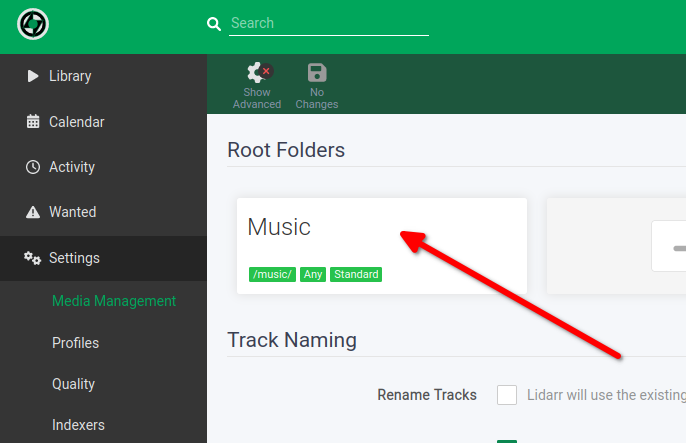 Search
Library
Calendar
Activity
Wanted
Settings
Media Management
Profiles
Quality
Indexers
Show
Advanced
No
Changes
Root Folders
Music
/music/ Any Standard
Track Naming
Rename Tracks Lidarr will use the existing